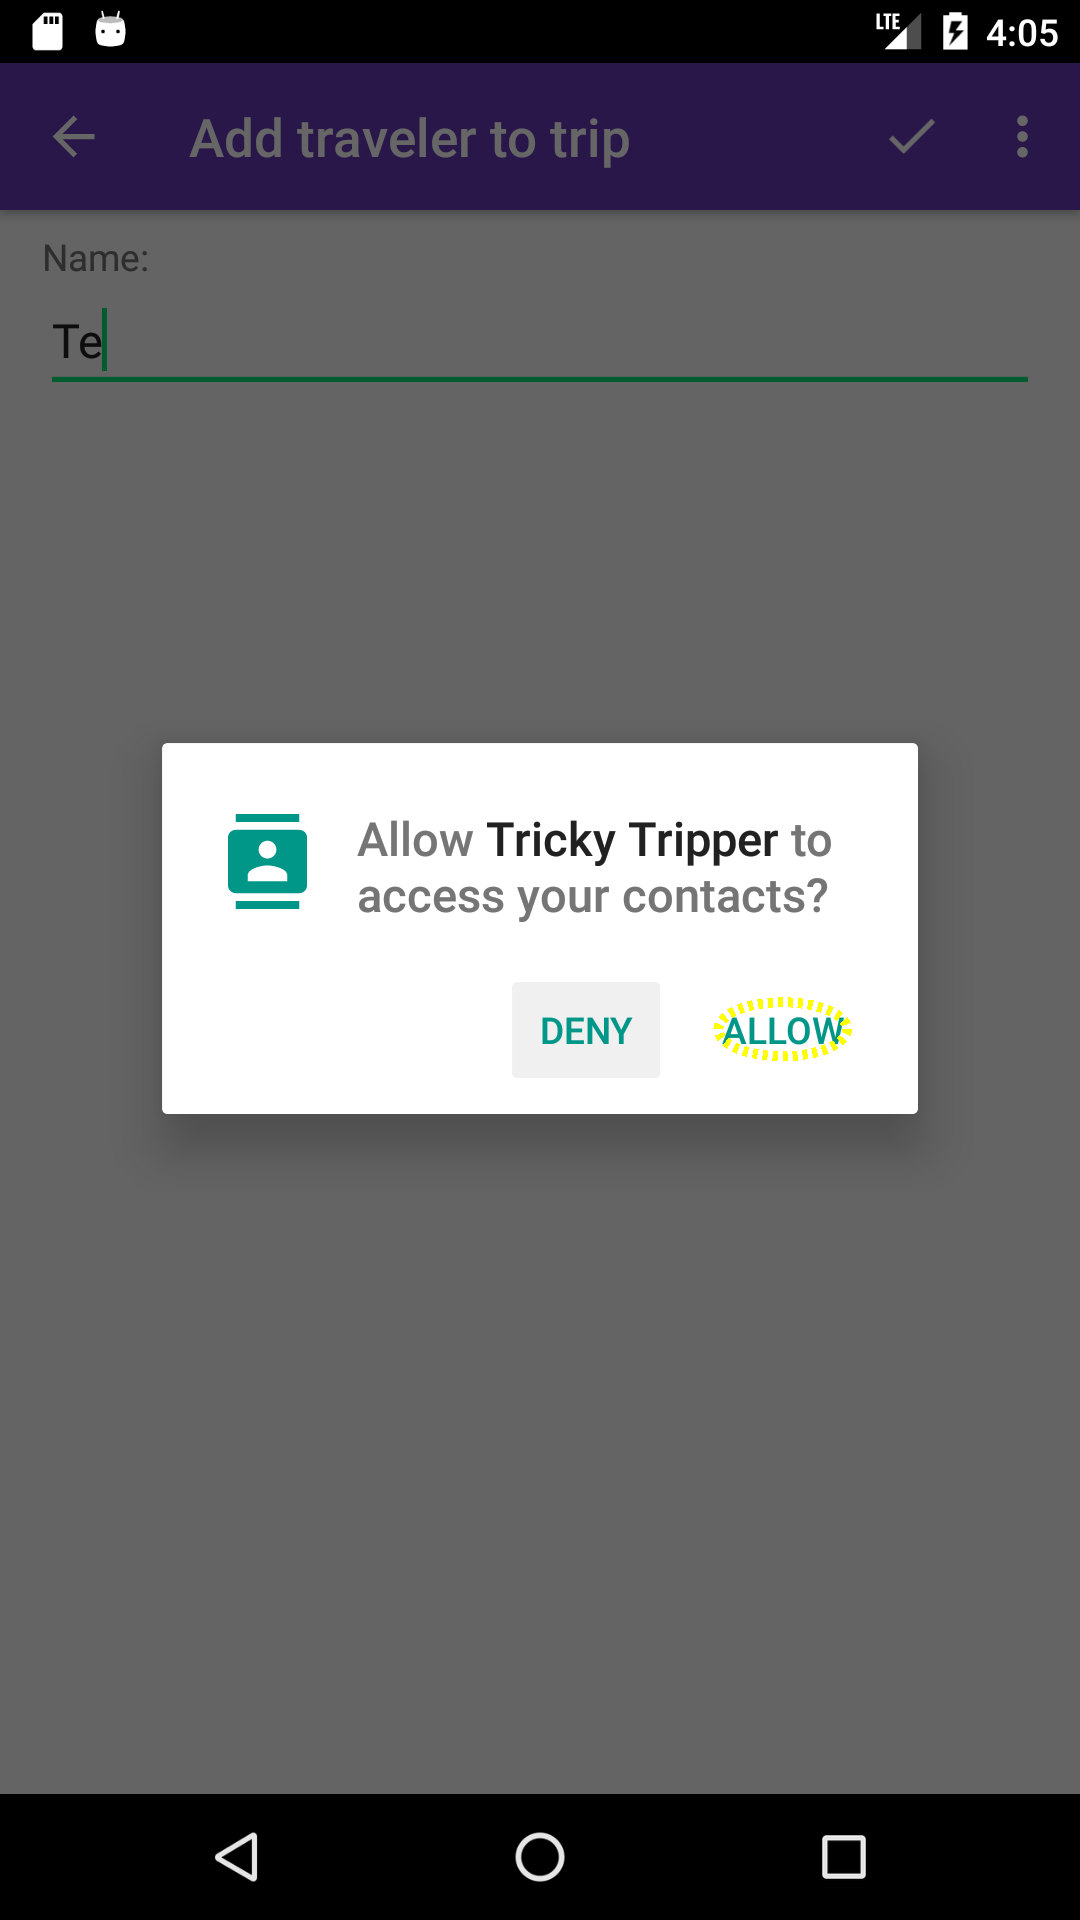 LTE 4:05
Add traveler to trip
Name:
Te
Allow Tricky Tripper to
access your contacts?
DENY ALLOW